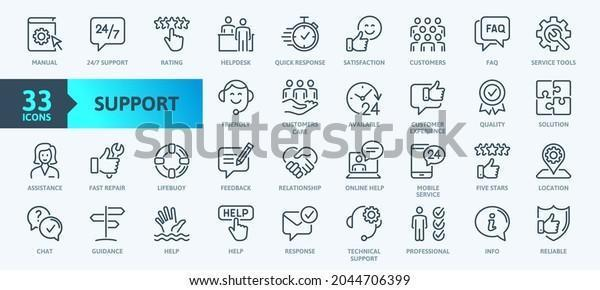 24/7
FAQ
MANUAL
24/7 SUPPORT
RATING
HELPDESK
QUICK RESPONSE
SATISFACTION
CUSTOMERS
FAQ
SERVICE TOOLS
33
ICONS
SUPPORT
24
FRIENDLY
CUSTOMERS
CARE
AVAILABLE
CUSTOMER
EXPERIENCE
QUALITY
SOLUTION
24
ASSISTANCE
FAST REPAIR
LIFEBUOY
FEEDBACK
RELATIONSHIP
ONLINE HELP
MOBILE
SERVICE
FIVE STARS
LOCATION
?
HELP
i
CHAT
GUIDANCE
HELP
HELP
RESPONSE
TECHNICAL
SUPPORT
PROFESSIONAL
INFO
RELIABLE
shutterstock
IMAGE ID: 2044706399
www.shutterstock.com